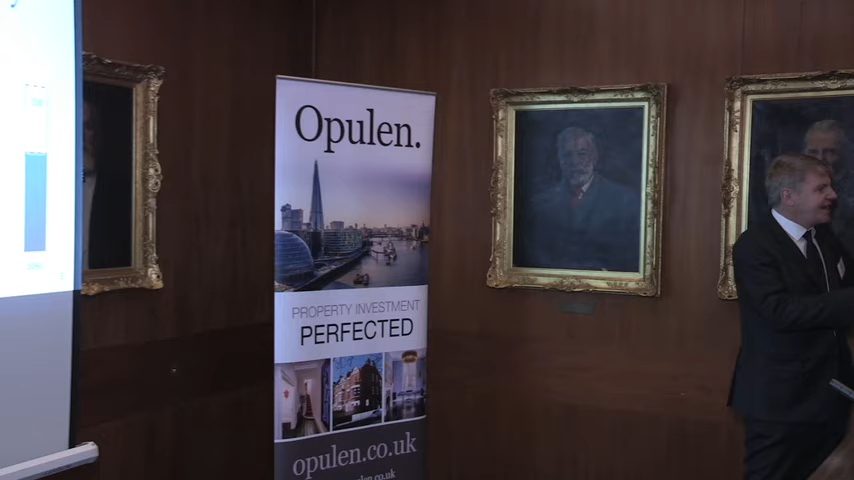 Opulen.
PROPERTY INVESTMENT
PERFECTED
opulen.co.uk